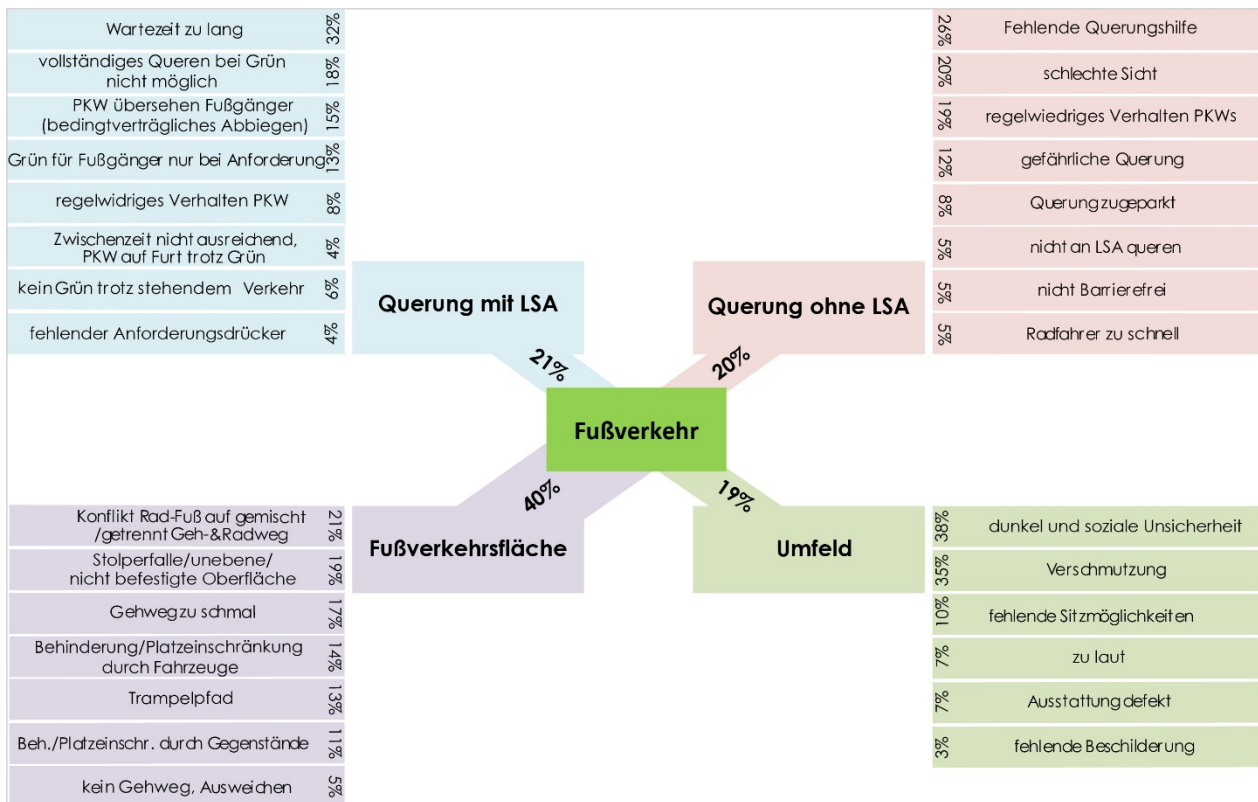 Wartezeit zu lang 32%
vollständiges Queren bei Grün
nicht möglich 18%
PKW übersehen Fußgänger
(bedingtverträgliches Abbiegen) 15%
Grün für Fußgänger nur bei Anforderung 13%
regelwidriges Verhalten PKW 8%
Zwischenzeit nicht ausreichend,
PKW auf Furt trotz Grün 4%
kein Grün trotz stehendem Verkehr 6%
fehlender Anforderungsdrücker 4%
Querung mit LSA
21%
26% Fehlende Querungshilfe
20% schlechte Sicht
19% regelwiedriges Verhalten PKWs
12% gefährliche Querung
8% Querung zugeparkt
5% nicht an LSA queren
5% nicht Barrierefrei
5% Radfahrer zu schnell
Querung ohne LSA
20%
Fußverkehr
40%
Fußverkehrsfläche
Konflikt Rad-Fuß auf gemischt
/getrennt Geh-&Radweg 21%
Stolperfalle/unebene/
nicht befestigte Oberfläche 19%
Gehweg zu schmal 17%
Behinderung/Platzeinschränkung
durch Fahrzeuge 14%
Trampelpfad 13%
Beh./Platzeinschr. durch Gegenstände 11%
kein Gehweg, Ausweichen 5%
19%
Umfeld
38% dunkel und soziale Unsicherheit
35% Verschmutzung
10% fehlende Sitzmöglichkeiten
7% zu laut
7% Ausstattung defekt
3% fehlende Beschilderung